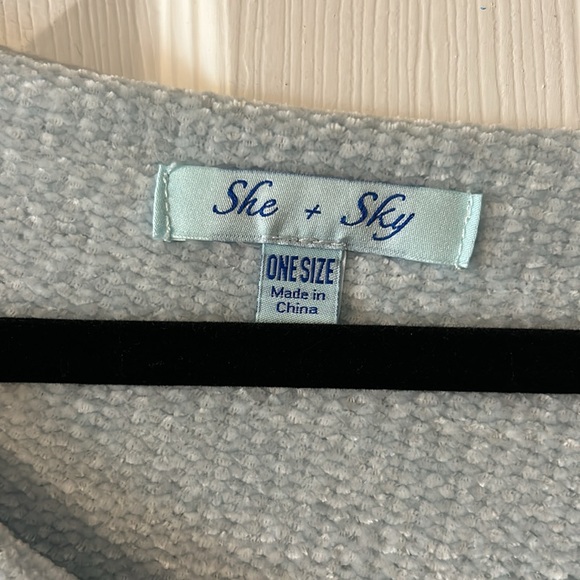 She + Sky
ONE SIZE
Made in
China